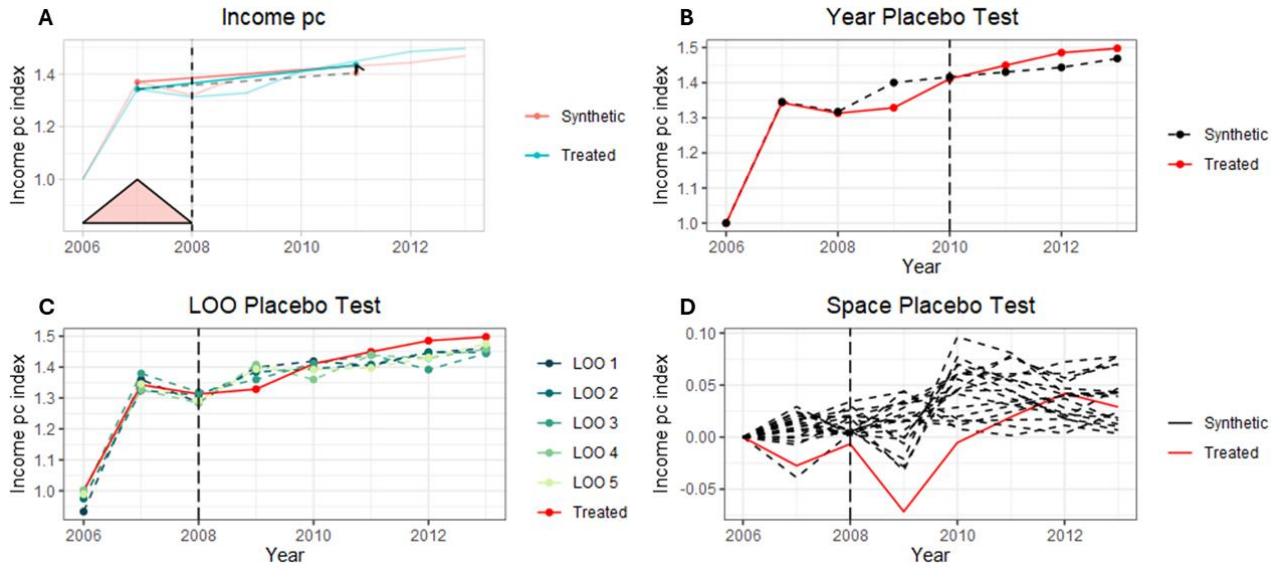 A
Income pc
Income pc index
1.4
1.2
1.0
2006
2008
2010
2012
Synthetic
Treated
B
Year Placebo Test
Income pc index
1.5
1.4
1.3
1.2
1.1
1.0
2006
2008
2010
2012
Year
Synthetic
Treated
C
LOO Placebo Test
Income pc index
1.5
1.4
1.3
1.2
1.1
1.0
2006
2008
2010
2012
Year
LOO 1
LOO 2
LOO 3
LOO 4
LOO 5
Treated
D
Space Placebo Test
Income pc index
0.10
0.05
0.00
-0.05
2006
2008
2010
2012
Year
Synthetic
Treated